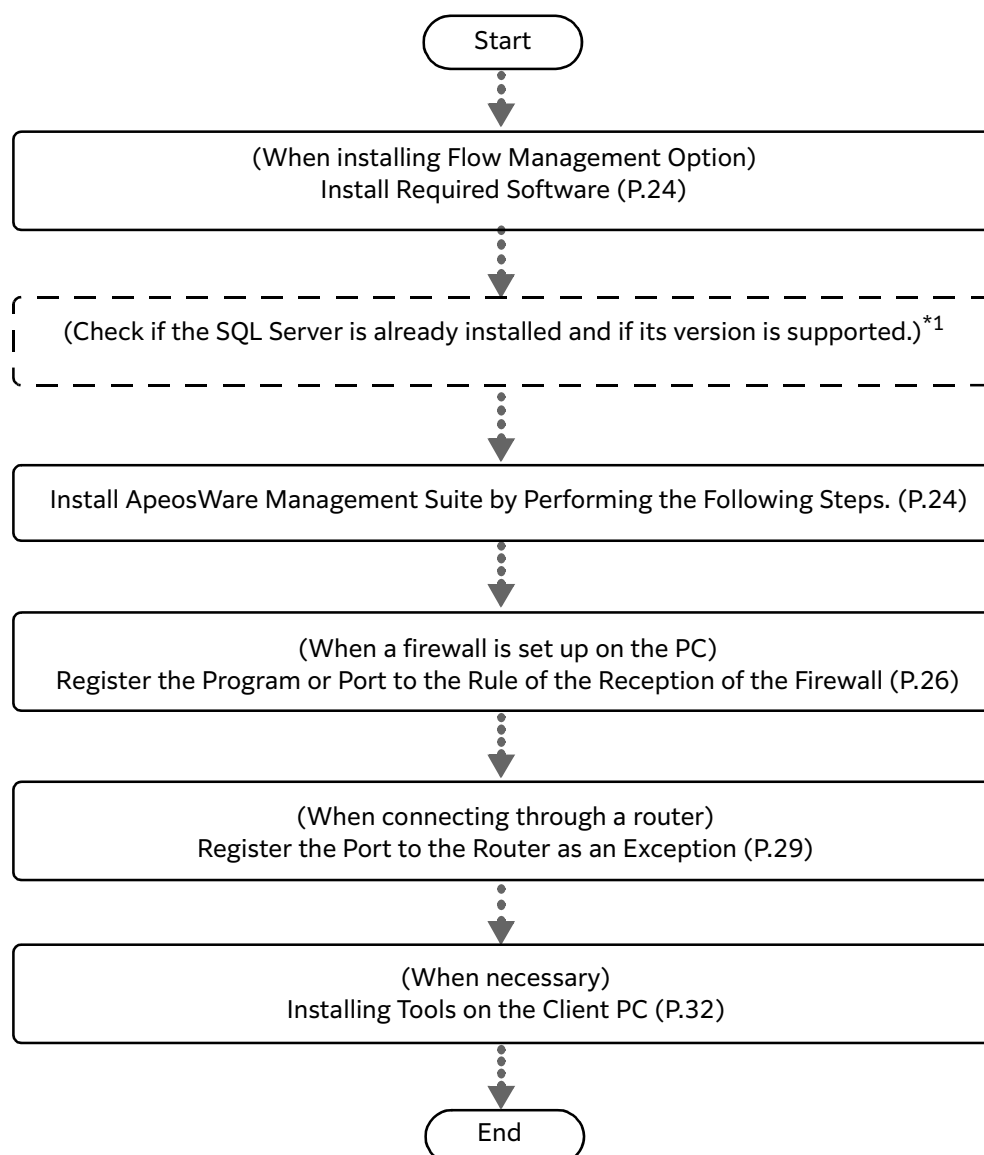 Start
(When installing Flow Management Option)
Install Required Software (P.24)
(Check if the SQL Server is already installed and if its version is supported.)*1
Install ApeosWare Management Suite by Performing the Following Steps. (P.24)
(When a firewall is set up on the PC)
Register the Program or Port to the Rule of the Reception of the Firewall (P.26)
(When connecting through a router)
Register the Port to the Router as an Exception (P.29)
(When necessary)
Installing Tools on the Client PC (P.32)
End